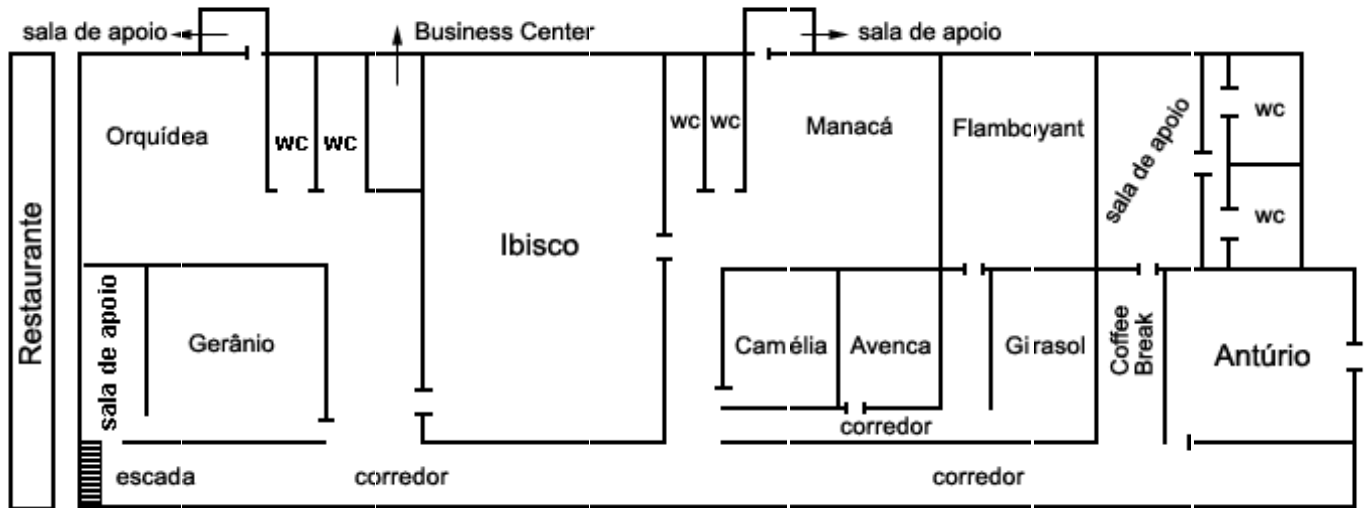 sala de apoio
Business Center
sala de apoio
Restaurante
Orquídea
wc
wc
Ibisco
wc
wc
Manacá
Flamboyant
sala de apoio
wc
wc
sala de apoio
Gerânio
Camélia
Avenca
Girasol
Coffee
Break
Antúrio
corredor
escada
corredor
corredor